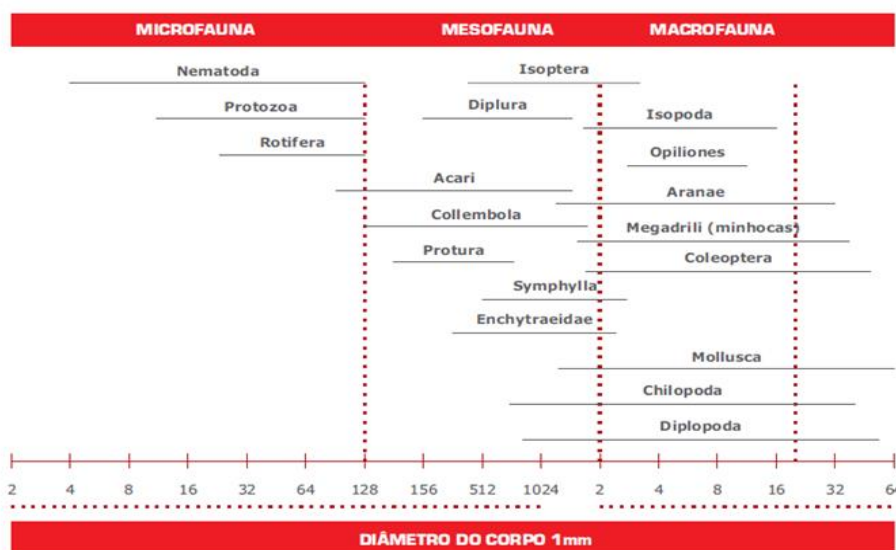 MICROFAUNA MESOFAUNA MACROFAUNA
Nematoda Isoptera
Protozoa Diplura Isopoda
Rotifera Opiliones
Acari Aranae
Collembola Megadrili (minhocas)
Protura Coleoptera
Symphylla
Enchytraeidae
Mollusca
Chilopoda
Diplopoda
2 4 8 16 32 64 128 156 512 1024 2 4 8 16 32 64
DIÂMETRO DO CORPO 1mm